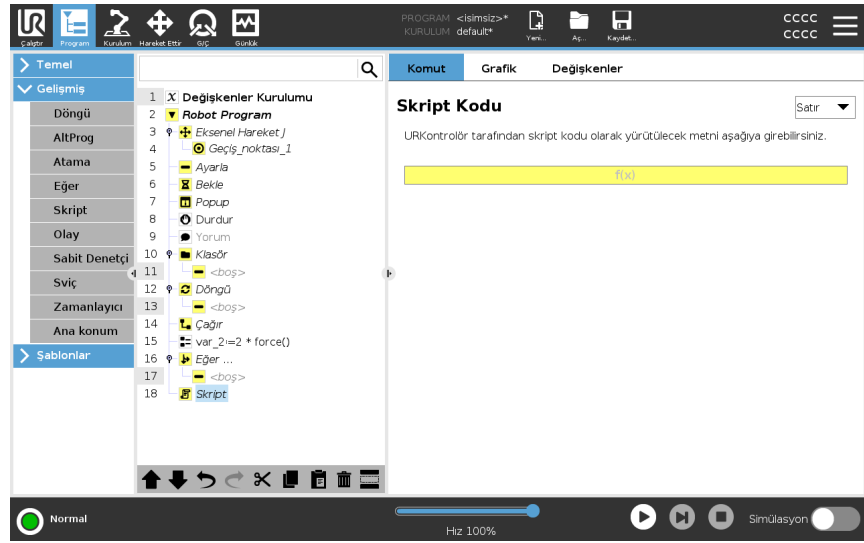 PROGRAM <isimsiz>*
KURULUM default*
Çalıştır Program Kurulum Hareket Ettir G/Ç Günlük
Yeni... Aç... Kaydet...
cccc
cccc
Temel
Gelişmiş
Döngü
AltProg
Atama
Eğer
Skript
Olay
Sabit Denetçi
Sviç
Zamanlayıcı
Ana konum
Şablonlar
1 X Değişkenler Kurulumu
2 Robot Program
3 Eksenel Hareket J
4 Geçiş_noktası_1
5 Ayarla
6 Bekle
7 Popup
8 Durdur
9 Yorum
10 Klasör
11 <boş>
12 Döngü
13 <boş>
14 Çağır
15 var_2≔2 * force()
16 Eğer ...
17 <boş>
18 Skript
Komut Grafik Değişkenler
Skript Kodu
Satır
URKontrolör tarafından skript kodu olarak yürütülecek metni aşağıya girebilirsiniz.
f(x)
Normal
Hız 100%
Simülasyon